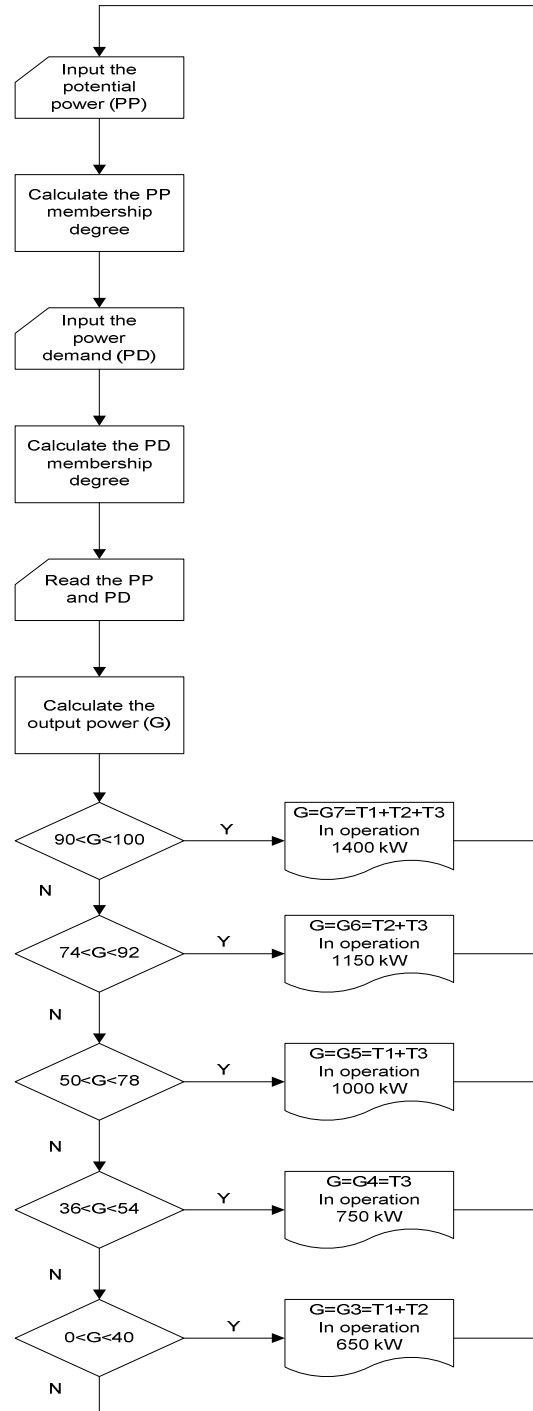 Input the
potential
power (PP)
Calculate the PP
membership
degree
Input the
power
demand (PD)
Calculate the PD
membership
degree
Read the PP
and PD
Calculate the
output power (G)
90<G<100
Y
G=G7=T1+T2+T3
In operation
1400 kW
N
74<G<92
Y
G=G6=T2+T3
In operation
1150 kW
N
50<G<78
Y
G=G5=T1+T3
In operation
1000 kW
N
36<G<54
Y
G=G4=T3
In operation
750 kW
N
0<G<40
Y
G=G3=T1+T2
In operation
650 kW
N